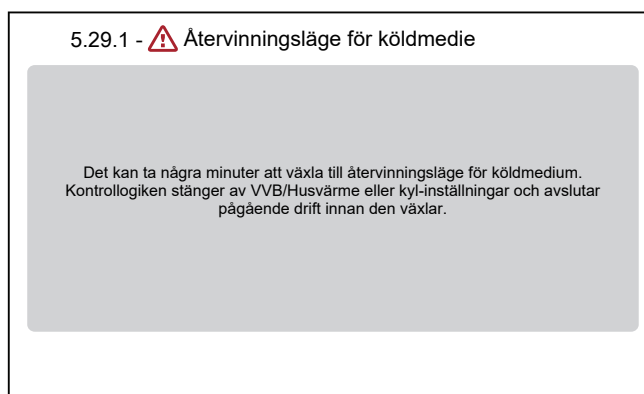 5.29.1 - Återvinningsläge för köldmedie
Det kan ta några minuter att växla till återvinningsläge för köldmedium.
Kontrollogiken stänger av VVB/Husvärme eller kyl-inställningar och avslutar
pågående drift innan den växlar.